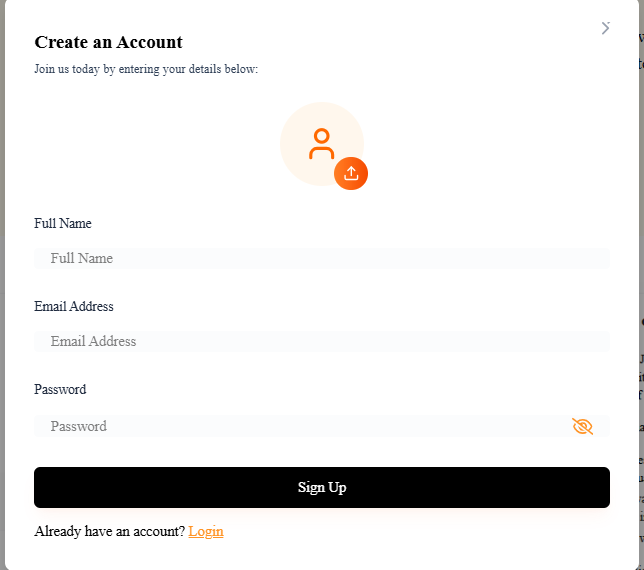 Create an Account
Join us today by entering your details below:
Full Name
Full Name
Email Address
Email Address
Password
Password
Sign Up
Already have an account? Login